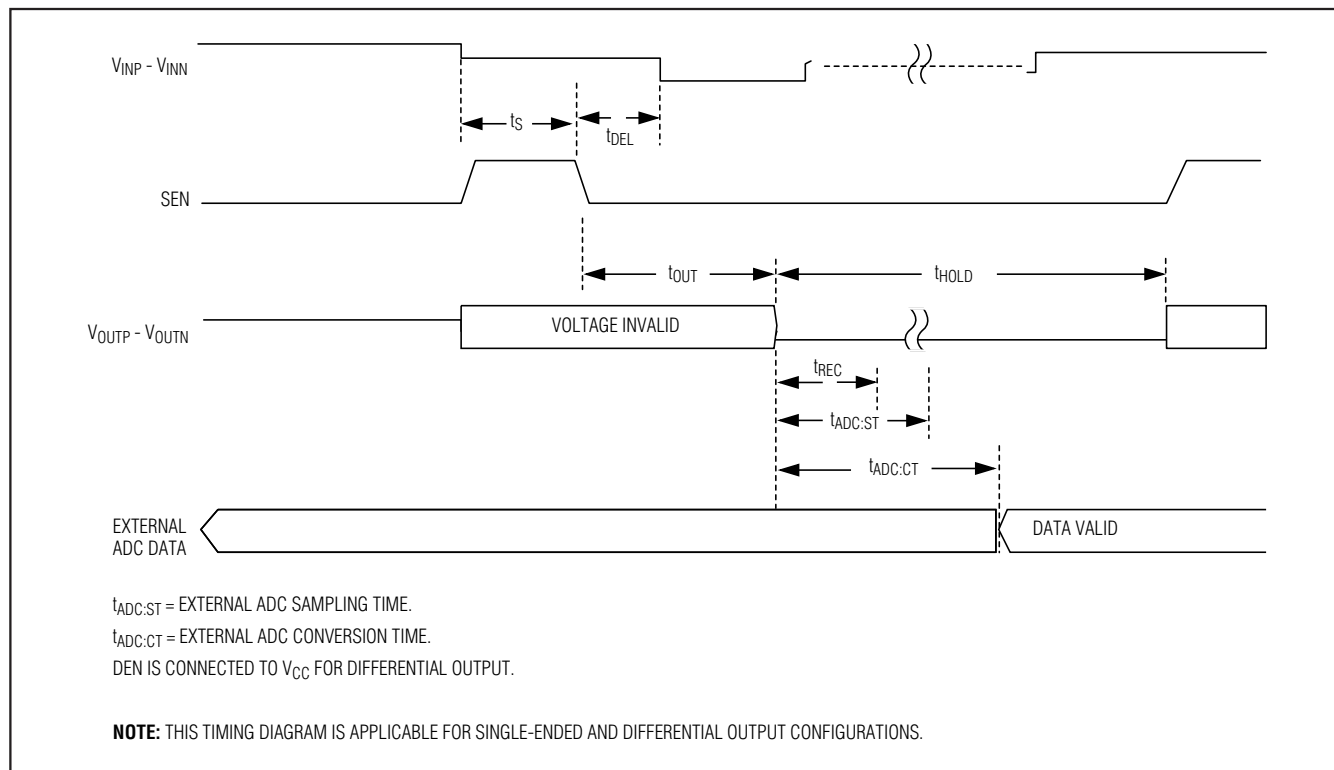 VINP - VINN
tS
tDEL
SEN
tOUT
tHOLD
VOUTP - VOUTN
VOLTAGE INVALID
tREC
tADC:ST
tADC:CT
EXTERNAL
ADC DATA
DATA VALID
tADC:ST = EXTERNAL ADC SAMPLING TIME.
tADC:CT = EXTERNAL ADC CONVERSION TIME.
DEN IS CONNECTED TO VCC FOR DIFFERENTIAL OUTPUT.
NOTE: THIS TIMING DIAGRAM IS APPLICABLE FOR SINGLE-ENDED AND DIFFERENTIAL OUTPUT CONFIGURATIONS.